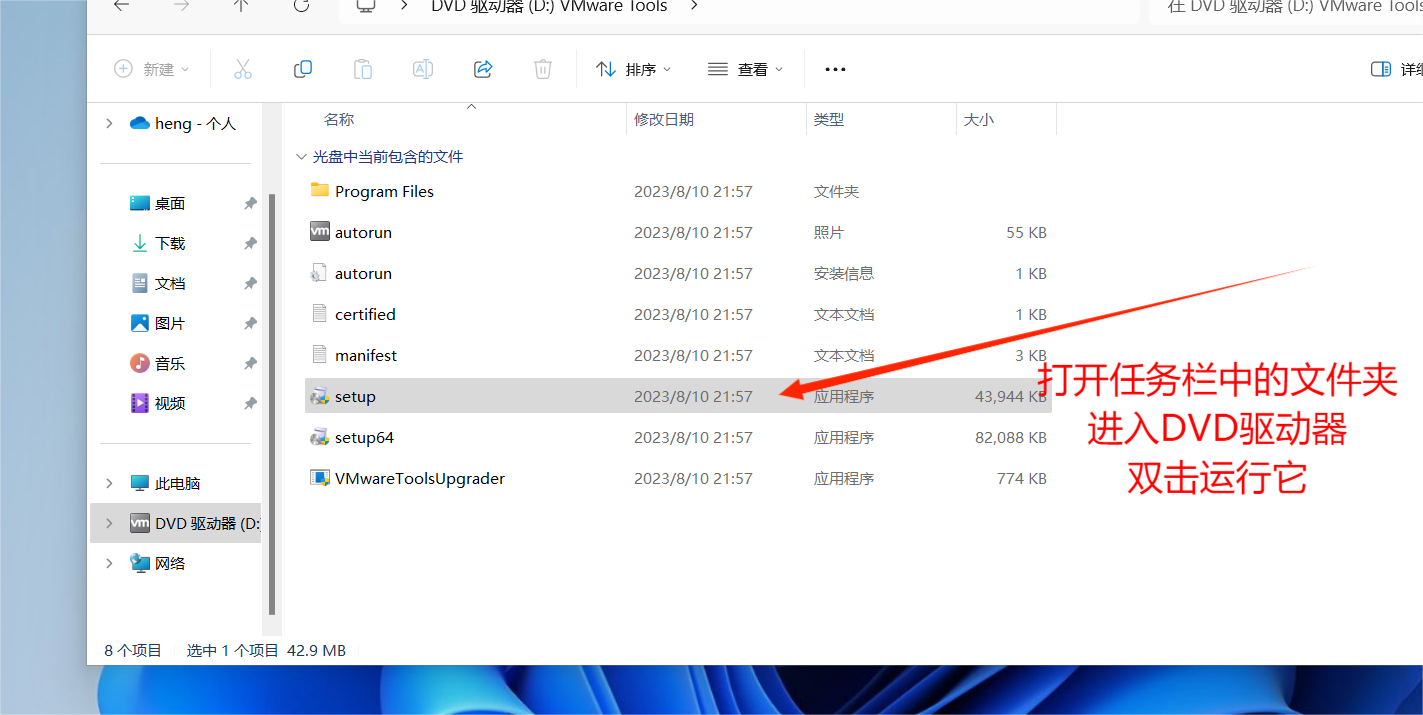 DVD 驱动器 (D:) VMware Tools
在 DVD 驱动器 (D:) VMware Tools
新建
排序
查看
详细
heng - 个人
名称 修改日期 类型 大小
光盘中当前包含的文件
桌面
下载
文档
图片
音乐
视频
此电脑
vm DVD 驱动器 (D:)
网络
Program Files 2023/8/10 21:57 文件夹
vm autorun 2023/8/10 21:57 照片 55 KB
autorun 2023/8/10 21:57 安装信息 1 KB
certified 2023/8/10 21:57 文本文档 1 KB
manifest 2023/8/10 21:57 文本文档 3 KB
setup 2023/8/10 21:57 应用程序 43,944 KB
setup64 2023/8/10 21:57 应用程序 82,088 KB
VMwareToolsUpgrader 2023/8/10 21:57 应用程序 774 KB
打开任务栏中的文件夹
进入DVD驱动器
双击运行它
8 个项目 选中 1 个项目 42.9 MB